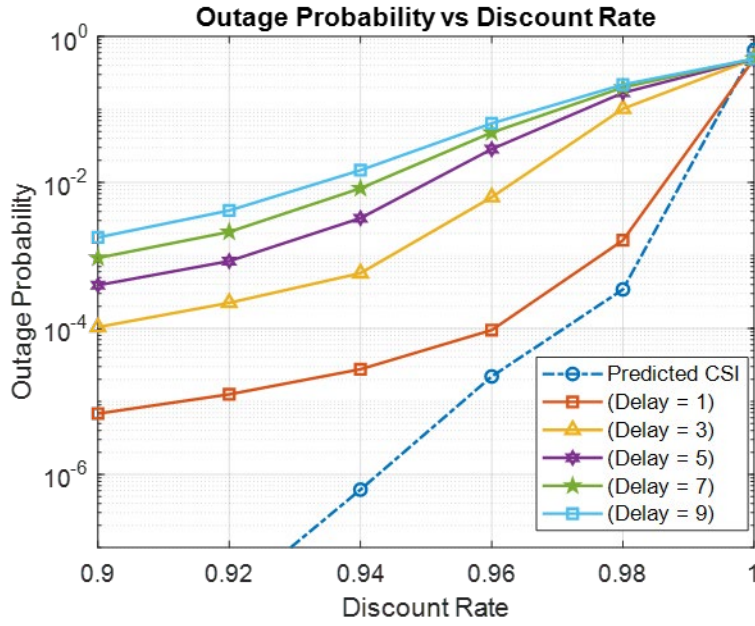 Outage Probability vs Discount Rate
10^0
10^-2
10^-4
10^-6
Outage Probability
0.9 0.92 0.94 0.96 0.98 1
Discount Rate
Predicted CSI
(Delay = 1)
(Delay = 3)
(Delay = 5)
(Delay = 7)
(Delay = 9)